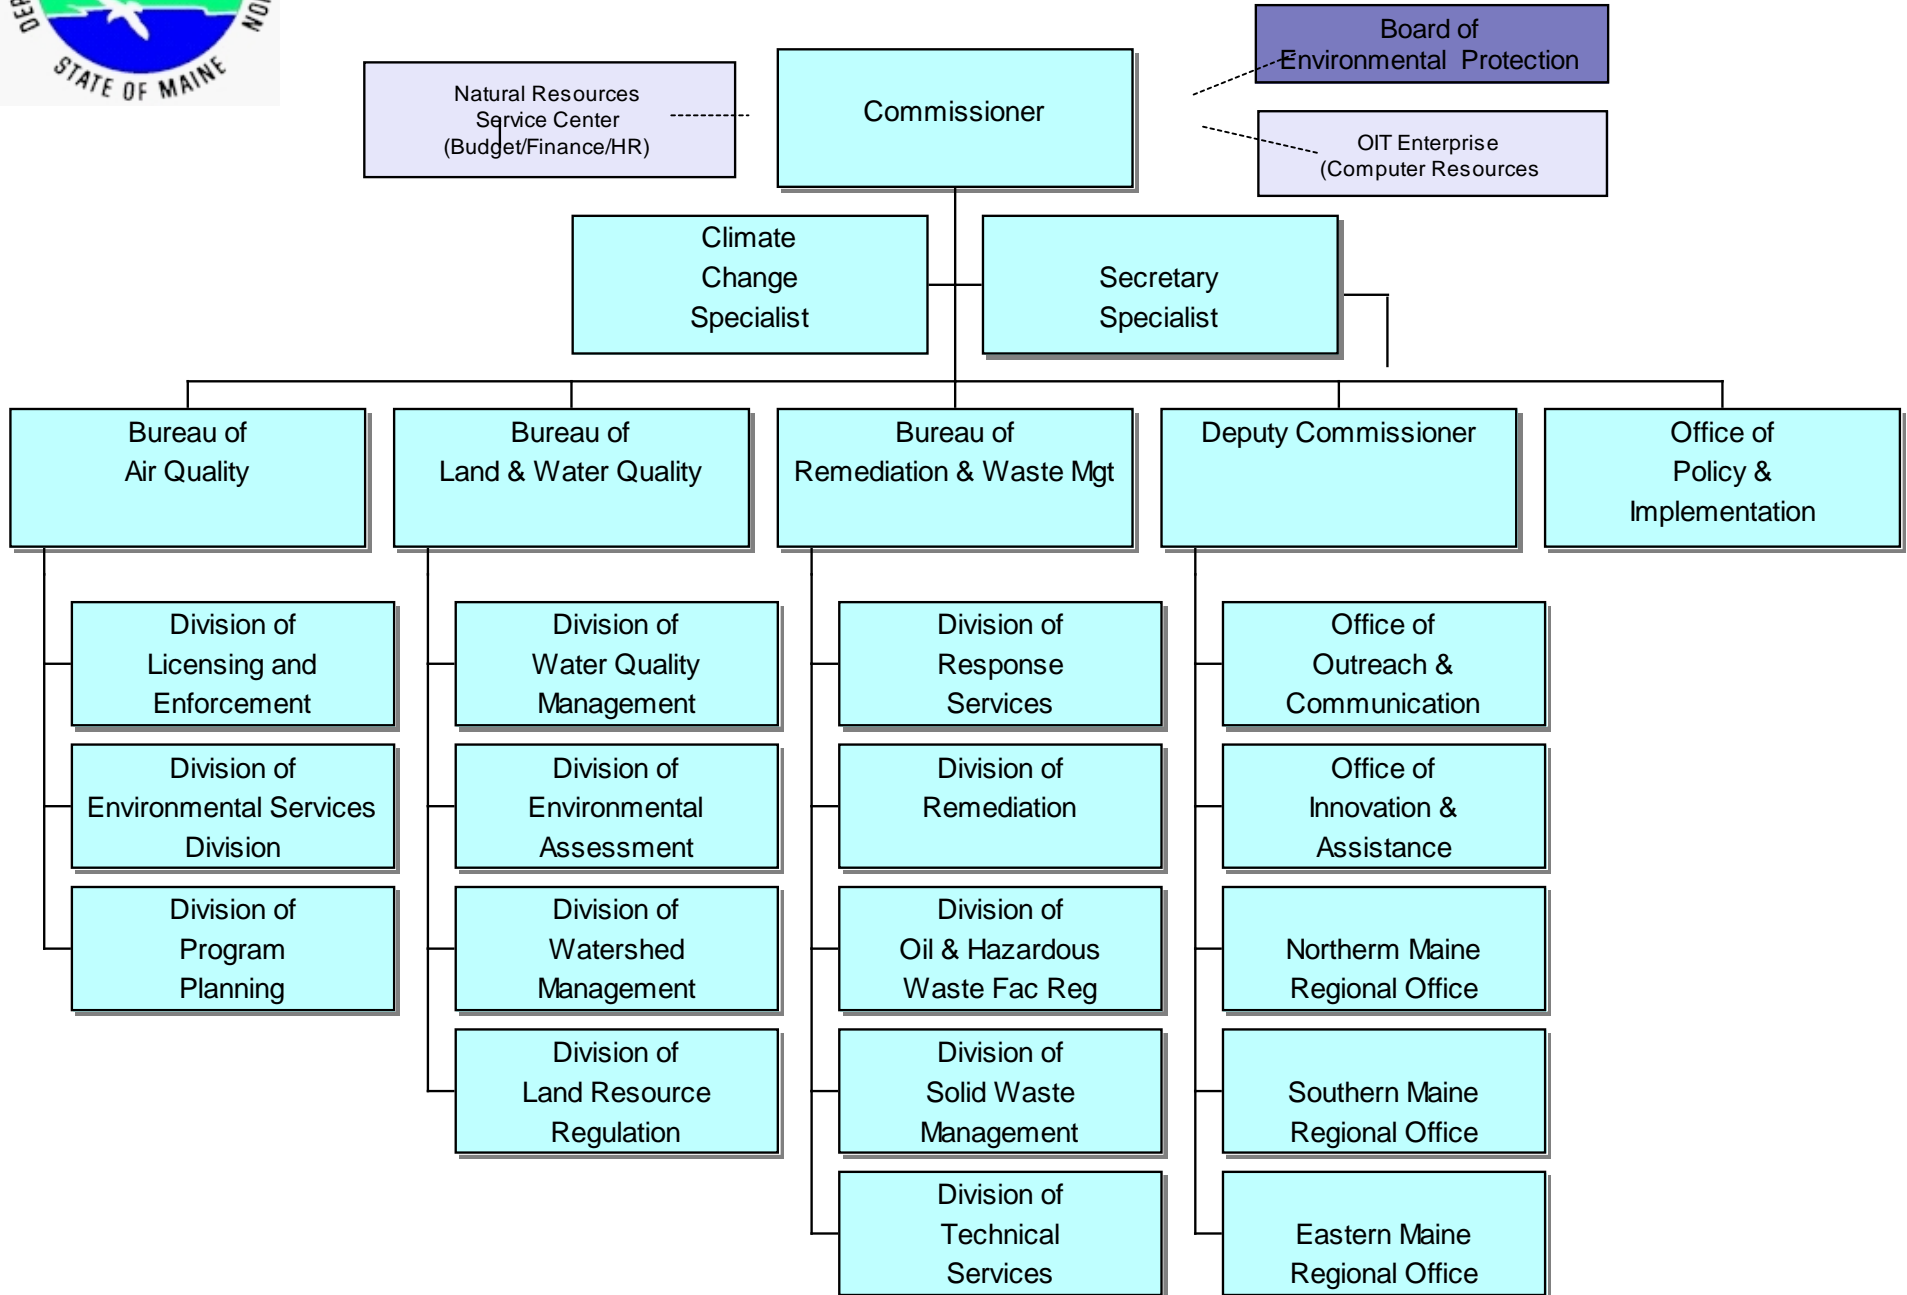 STATE OF MAINE
Board of
Environmental Protection
Natural Resources
Service Center
(Budget/Finance/HR)
Commissioner
OIT Enterprise
(Computer Resources
Climate
Change
Specialist
Secretary
Specialist
Bureau of
Air Quality
Bureau of
Land & Water Quality
Bureau of
Remediation & Waste Mgt
Deputy Commissioner
Office of
Policy &
Implementation
Division of
Licensing and
Enforcement
Division of
Environmental Services
Division
Division of
Program
Planning
Division of
Water Quality
Management
Division of
Environmental
Assessment
Division of
Watershed
Management
Division of
Land Resource
Regulation
Division of
Response
Services
Division of
Remediation
Division of
Oil & Hazardous
Waste Fac Reg
Division of
Solid Waste
Management
Division of
Technical
Services
Office of
Outreach &
Communication
Office of
Innovation &
Assistance
Northerm Maine
Regional Office
Southern Maine
Regional Office
Eastern Maine
Regional Office